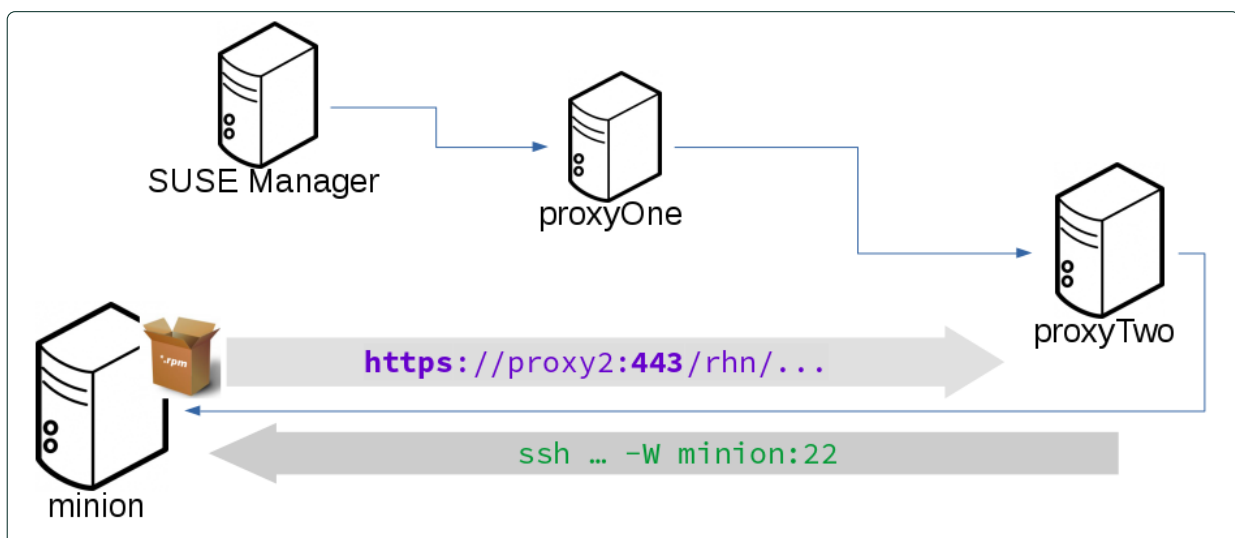 SUSE Manager
proxyOne
proxyTwo
*.rpm
https://proxy2:443/rhn/...
ssh … -W minion:22
minion